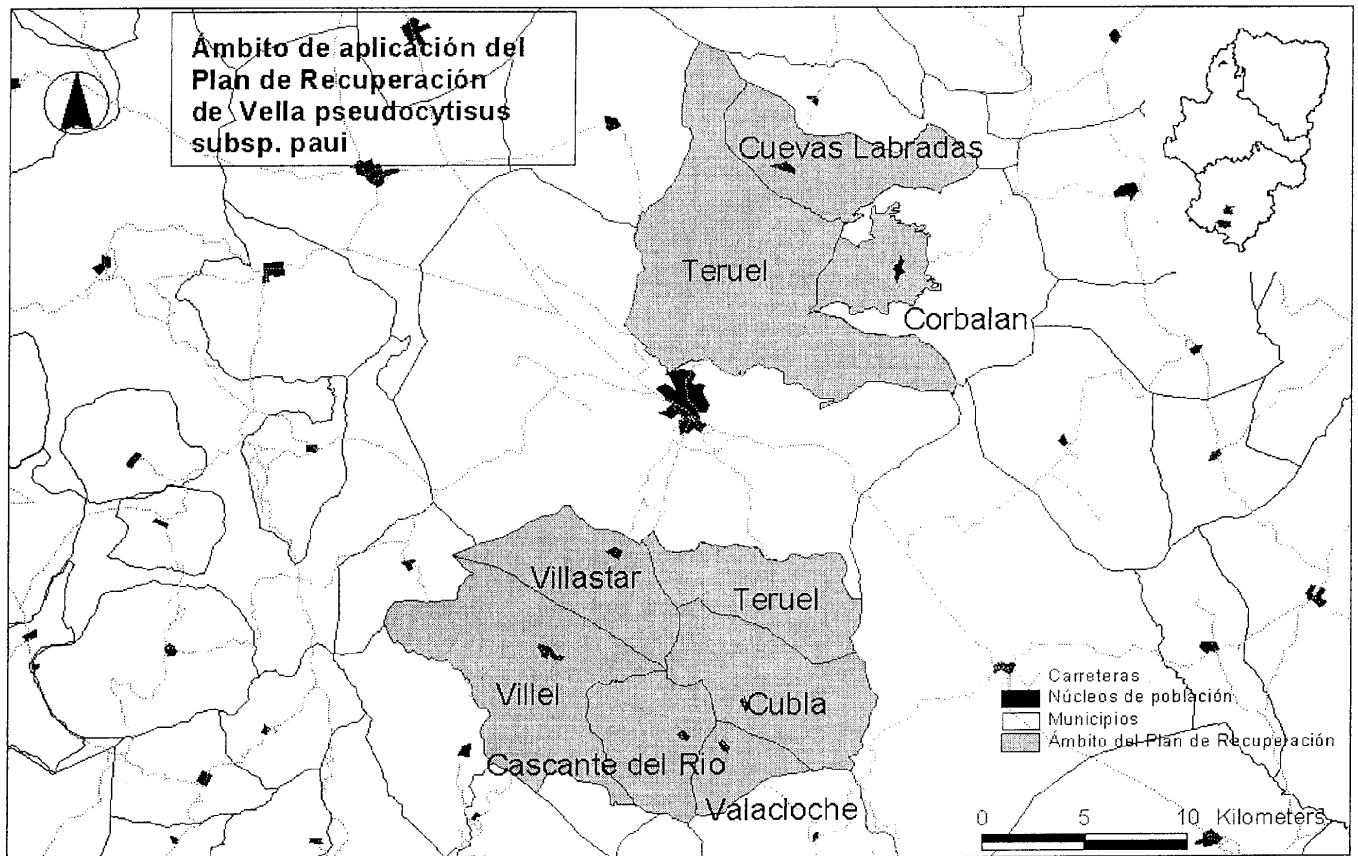 Ámbito de aplicación del
Plan de Recuperación
de Vella pseudocytisus
subsp. paui
Cuevas Labradas
Teruel
Corbalan
Villastar
Teruel
Villel
Cubla
Cascante del Río
Valacloche
Carreteras
Núcleos de población
Municipios
Ámbito del Plan de Recuperación
0 5 10 Kilometers